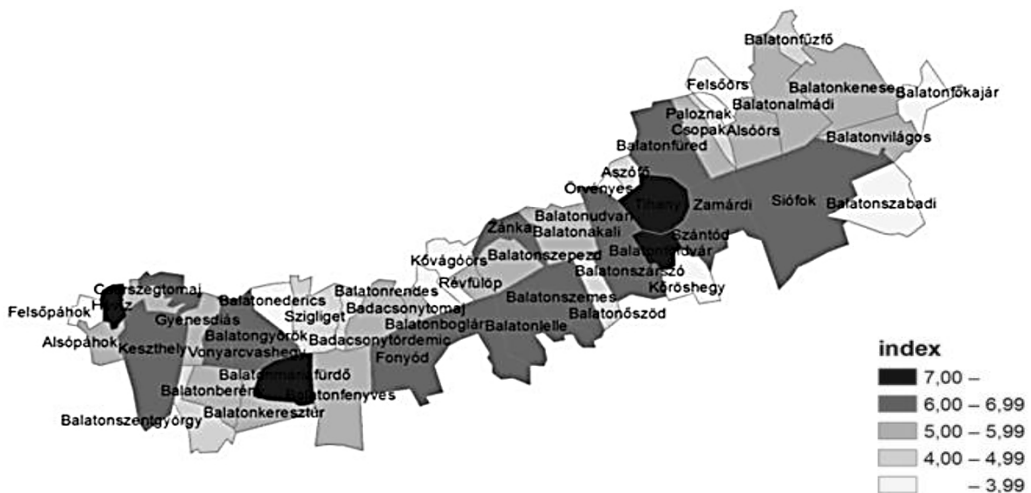 Balatonfűzfő
Felsőörs
Balatonkenese
Balatonfőkajár
Balatonalmádi
Paloznak
Csopak
Alsóörs
Balatonvilágos
Balatonfüred
Aszófő
Örvényes
Tihany
Zamárdi
Siófok
Balatonszabadi
Balatonudvari
Zánka
Balatonakali
Szántód
Balatonföldvár
Balatonszepezd
Kővágóörs
Balatonszárszó
Révfülöp
Kőröshegy
Gyenesdiás
Hévíz
Felsőpáhok
Balatonederics
Balatonrendes
Balatonszemes
Szigliget
Badacsonytomaj
Balatonőszöd
Balatonboglár
Balatonlelle
Alsópáhok
Keszthely
Balatongyörök
Badacsonytördemic
Vonyarcvashegy
Fonyód
Balatonmáriafürdő
Balatonberény
Balatonfenyves
Balatonkeresztúr
Balatonszentgyörgy
index
7,00 –
6,00 – 6,99
5,00 – 5,99
4,00 – 4,99
– 3,99